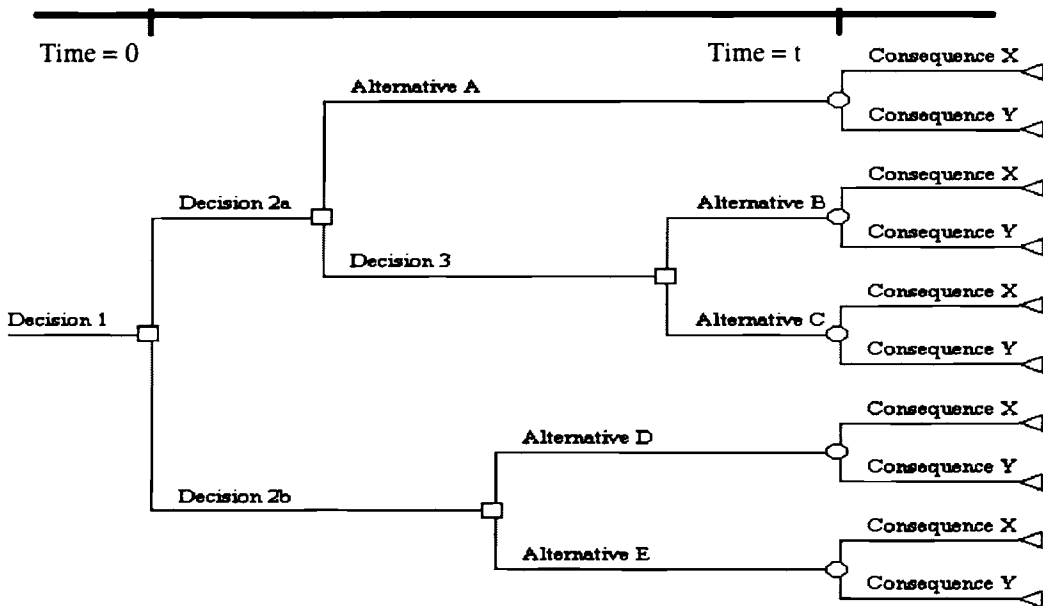 Time = 0
Time = t
Consequence X
Alternative A
Consequence Y
Consequence X
Decision 2a
Alternative B
Consequence Y
Decision 3
Consequence X
Decision 1
Alternative C
Consequence Y
Consequence X
Alternative D
Consequence Y
Decision 2b
Consequence X
Alternative E
Consequence Y